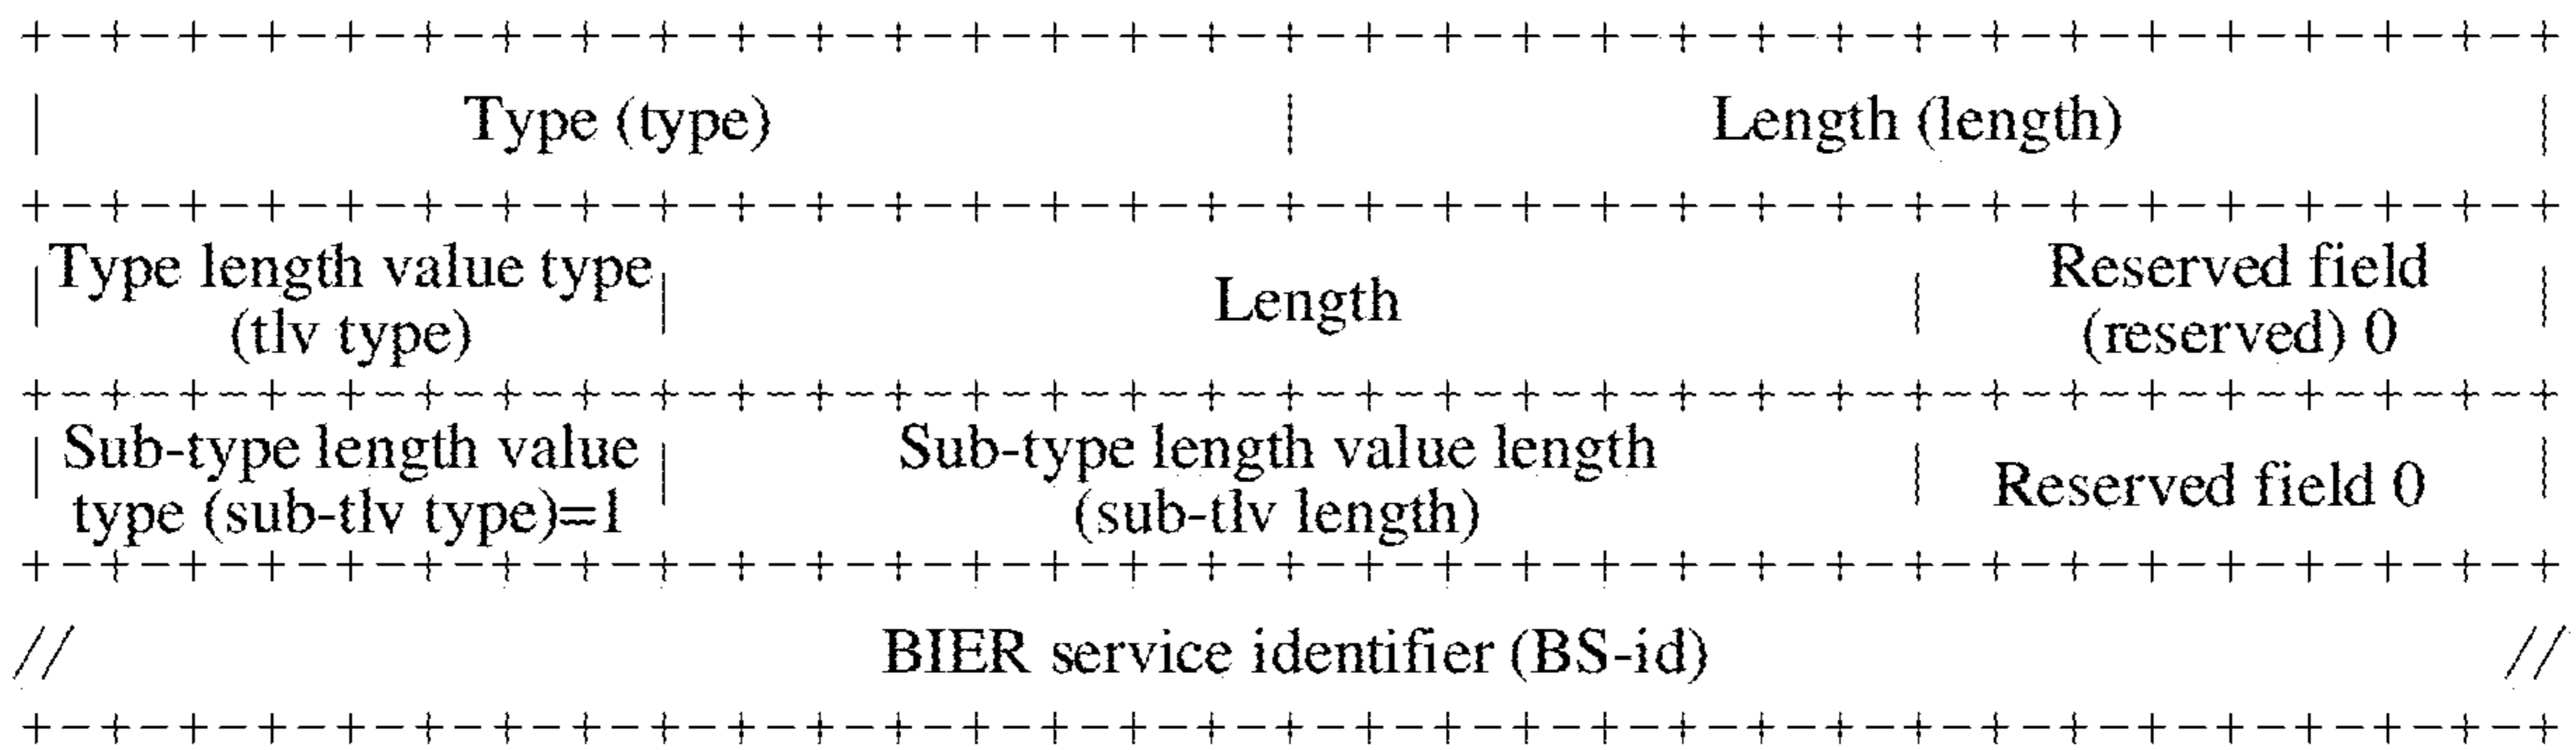 +-+-+-+-+-+-+-+-+-+-+-+-+-+-+-+-+-+-+-+-+-+-+-+-+-+-+-+-+-+-+-+-+
| Type (type) | Length (length) |
+-+-+-+-+-+-+-+-+-+-+-+-+-+-+-+-+-+-+-+-+-+-+-+-+-+-+-+-+-+-+-+-+
| Type length value type | Length | Reserved field |
(tlv type) (reserved) 0
+~+~+~+~+~+~+~+~+~+~+~+~+~+~+~+~+~+~+~+~+~+~+~+~+~+~+~+~+~+~+~+~+
| Sub-type length value | Sub-type length value length | Reserved field 0 |
type (sub-tlv type)=1 (sub-tlv length)
+-+-+-+-+-+-+-+-+-+-+-+-+-+-+-+-+-+-+-+-+-+-+-+-+-+-+-+-+-+-+-+-+
// BIER service identifier (BS-id) //
+-+-+-+-+-+-+-+-+-+-+-+-+-+-+-+-+-+-+-+-+-+-+-+-+-+-+-+-+-+-+-+-+